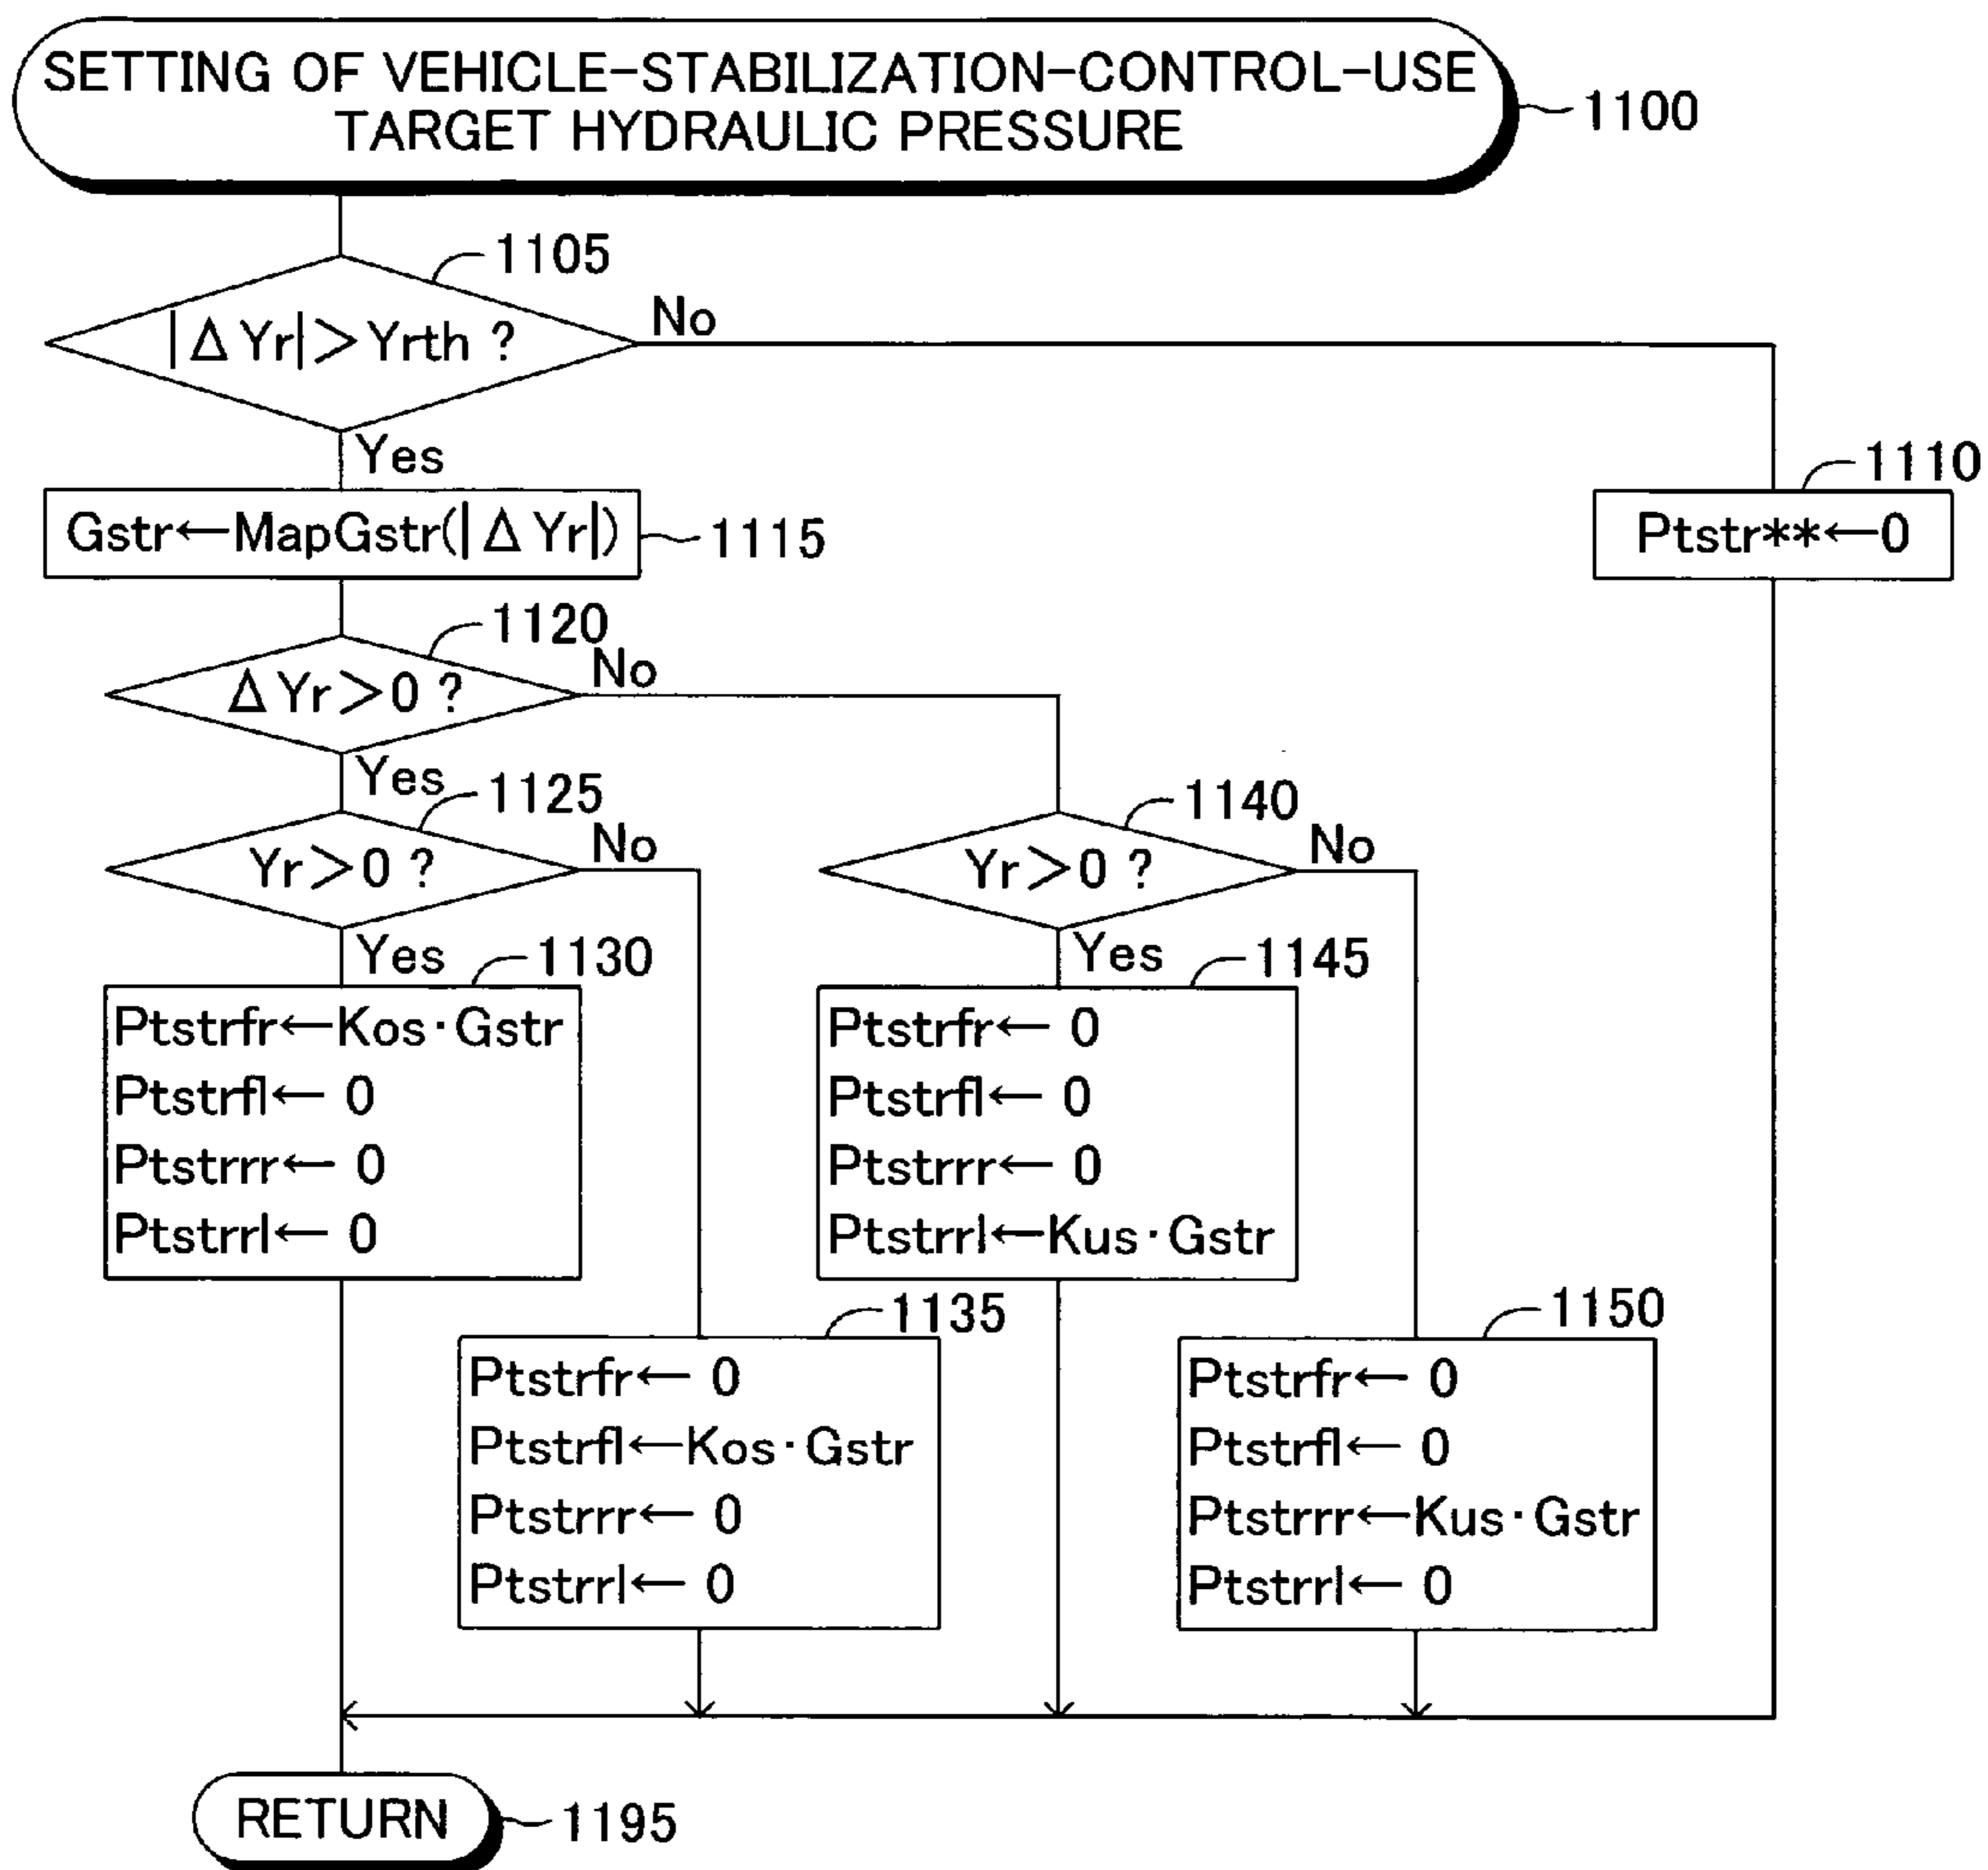 SETTING OF VEHICLE-STABILIZATION-CONTROL-USE
TARGET HYDRAULIC PRESSURE
1100
1105
|ΔYr|>Yrth ?
No
Yes
1110
Ptstr**←0
Gstr←MapGstr(|ΔYr|)
1115
1120
ΔYr>0 ?
No
Yes
1125
Yr>0 ?
No
1140
Yr>0 ?
No
Yes
1130
Ptstrfr←Kos·Gstr
Ptstrfl← 0
Ptstrrr← 0
Ptstrrl← 0
Yes
1145
Ptstrfr← 0
Ptstrfl← 0
Ptstrrr← 0
Ptstrrl←Kus·Gstr
1135
Ptstrfr← 0
Ptstrfl←Kos·Gstr
Ptstrrr← 0
Ptstrrl← 0
1150
Ptstrfr← 0
Ptstrfl← 0
Ptstrrr←Kus·Gstr
Ptstrrl← 0
RETURN
1195